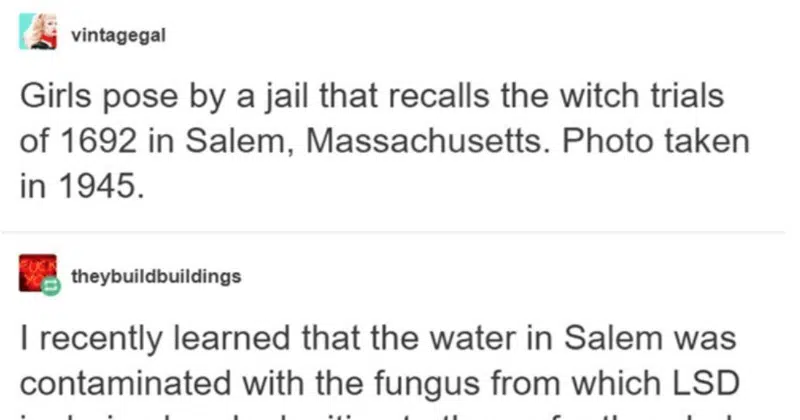 vintagegal
Girls pose by a jail that recalls the witch trials
of 1692 in Salem, Massachusetts. Photo taken
in 1945.
theybuildbuildings
I recently learned that the water in Salem was
contaminated with the fungus from which LSD